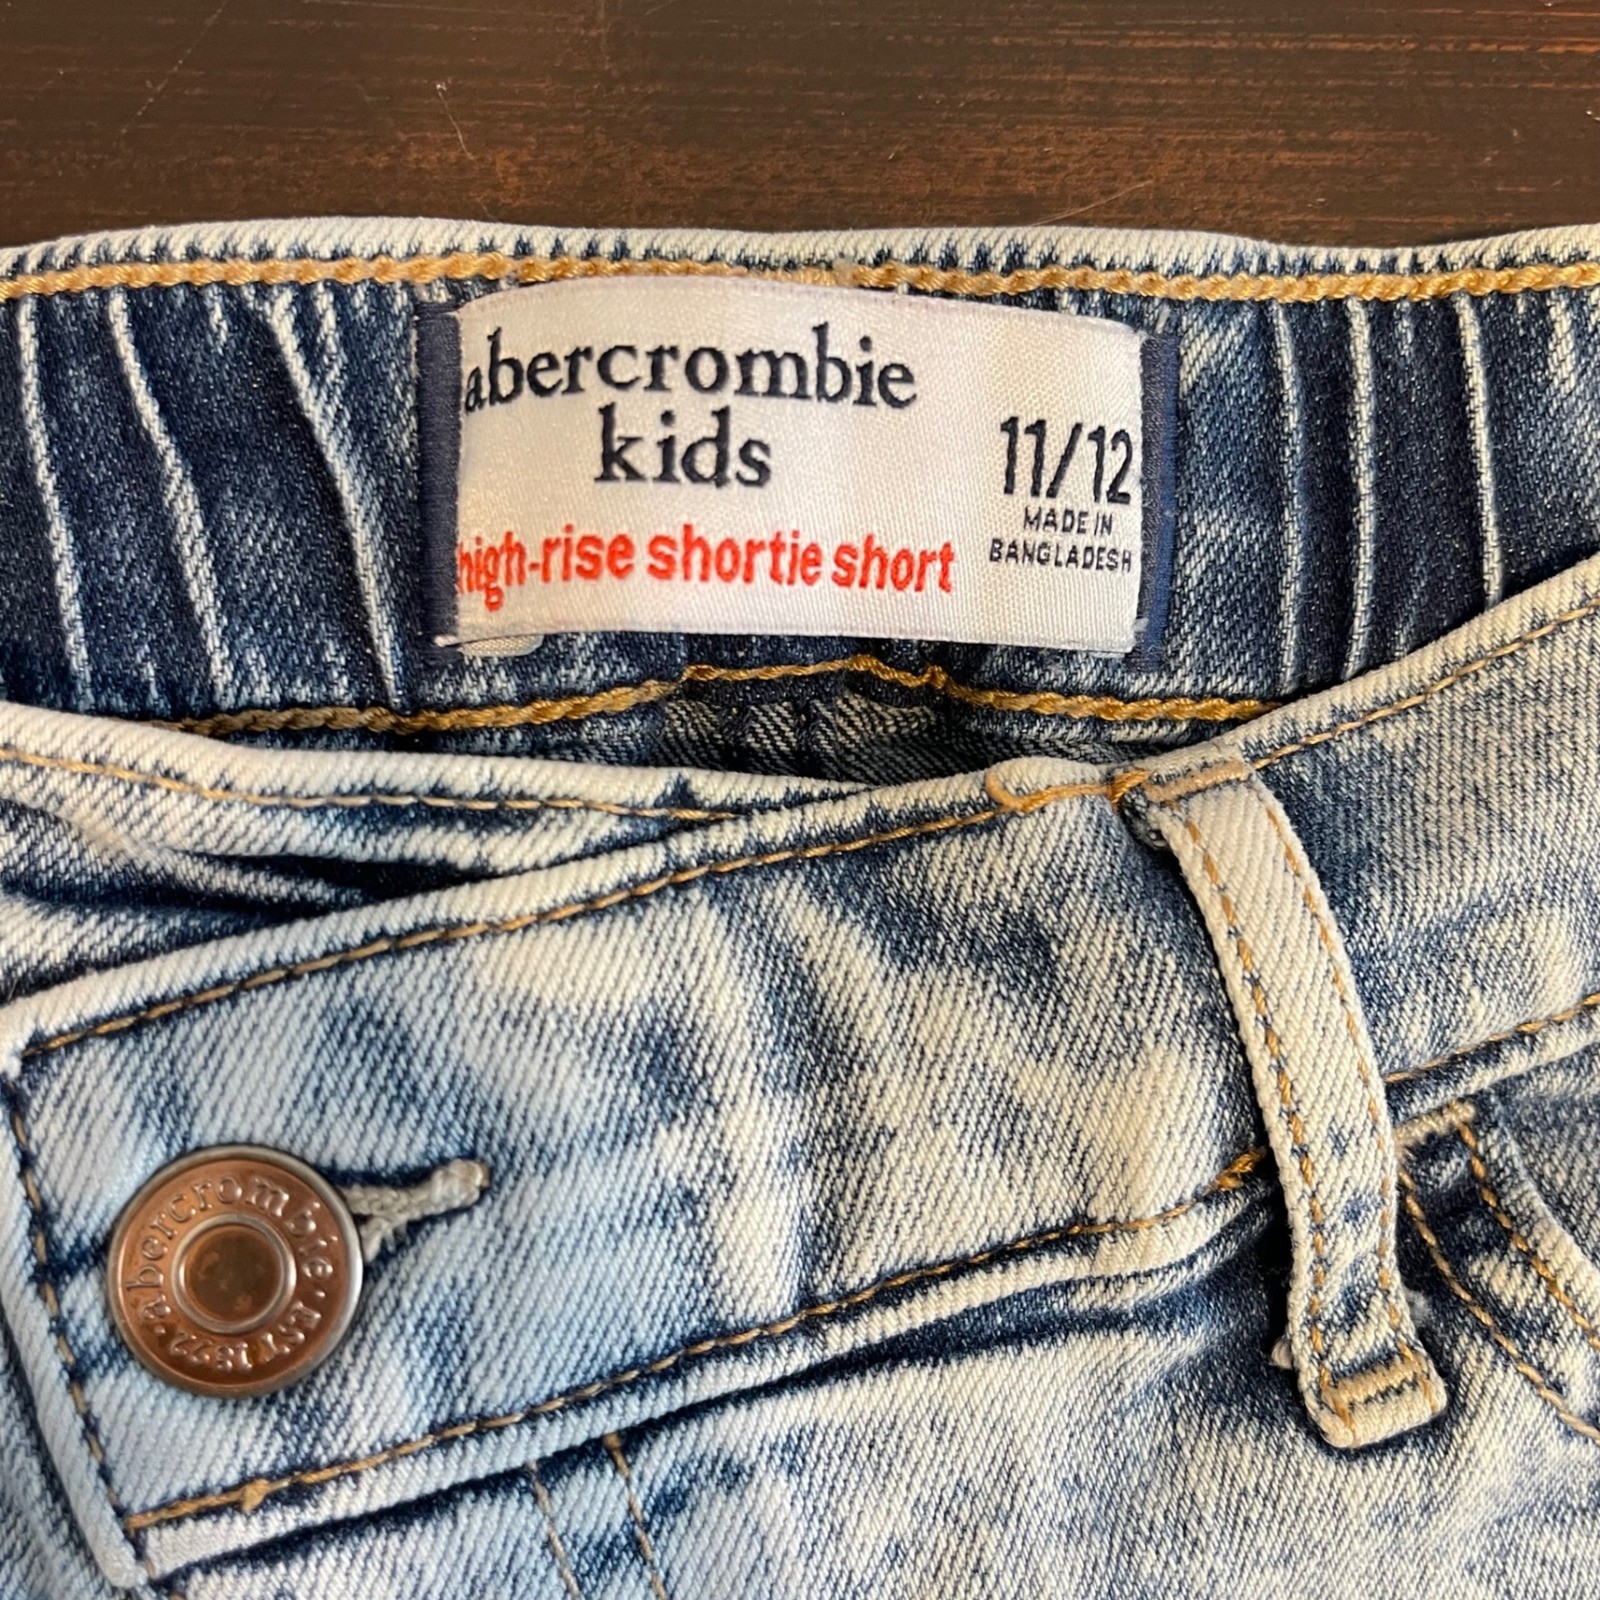 abercrombie
kids
high-rise shortie short
11/12
MADE IN
BANGLADESH
abercrombie
EST 1892